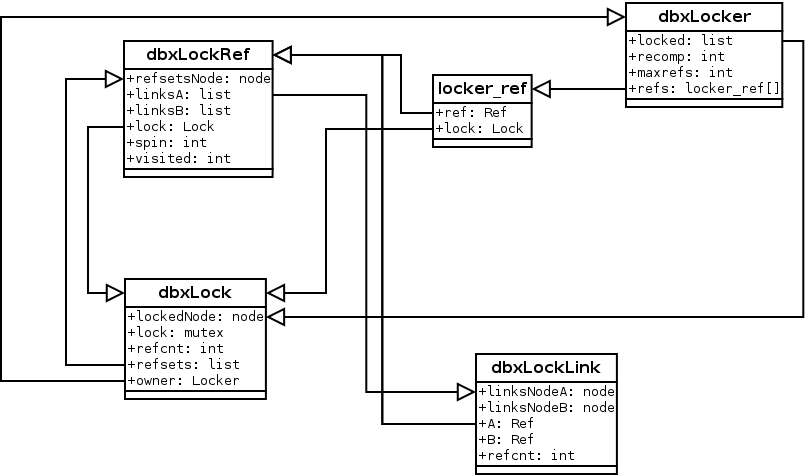 dbxLocker
+locked: list
+recomp: int
+maxrefs: int
+refs: locker_ref[]
dbxLockRef
+refsetsNode: node
+linksA: list
+linksB: list
+lock: Lock
+spin: int
+visited: int
locker_ref
+ref: Ref
+lock: Lock
dbxLock
+lockedNode: node
+lock: mutex
+refcnt: int
+refsets: list
+owner: Locker
dbxLockLink
+linksNodeA: node
+linksNodeB: node
+A: Ref
+B: Ref
+refcnt: int